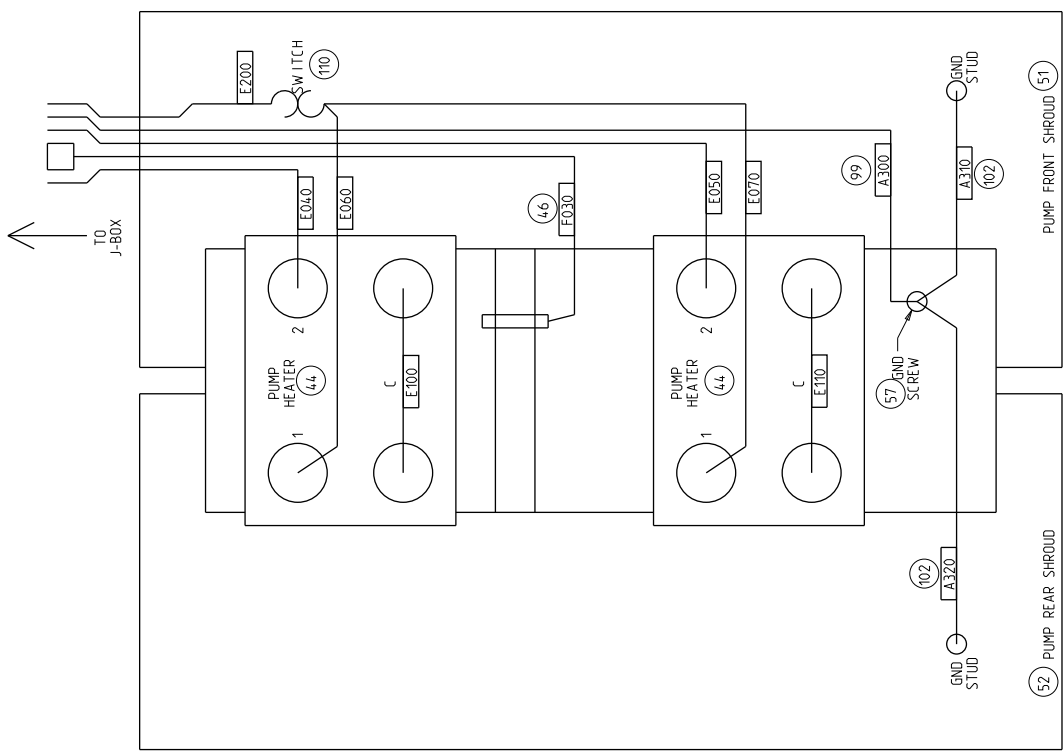 TO
J-BOX
E200
SWITCH
110
E040
E060
46
F030
E050
E070
99
A300
A310
102
GND
STUD
PUMP FRONT SHROUD 51
2
PUMP
HEATER
44
1
C
E100
2
PUMP
HEATER
44
1
C
E110
57 GND
SCREW
102
A320
GND
STUD
52 PUMP REAR SHROUD